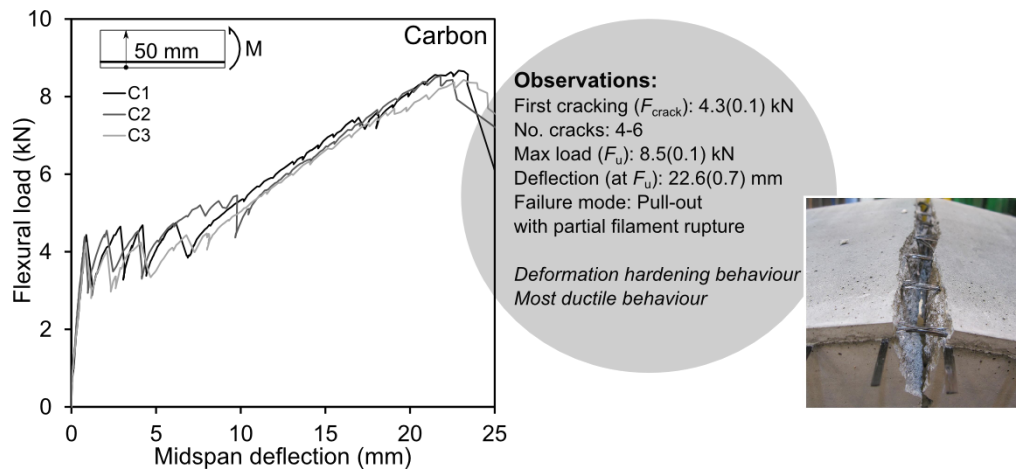 Carbon
50 mm
M
C1
C2
C3
Flexural load (kN)
10
8
6
4
2
0
0 5 10 15 20 25
Midspan deflection (mm)
Observations:
First cracking (Fcrack): 4.3(0.1) kN
No. cracks: 4-6
Max load (Fu): 8.5(0.1) kN
Deflection (at Fu): 22.6(0.7) mm
Failure mode: Pull-out
with partial filament rupture
Deformation hardening behaviour
Most ductile behaviour